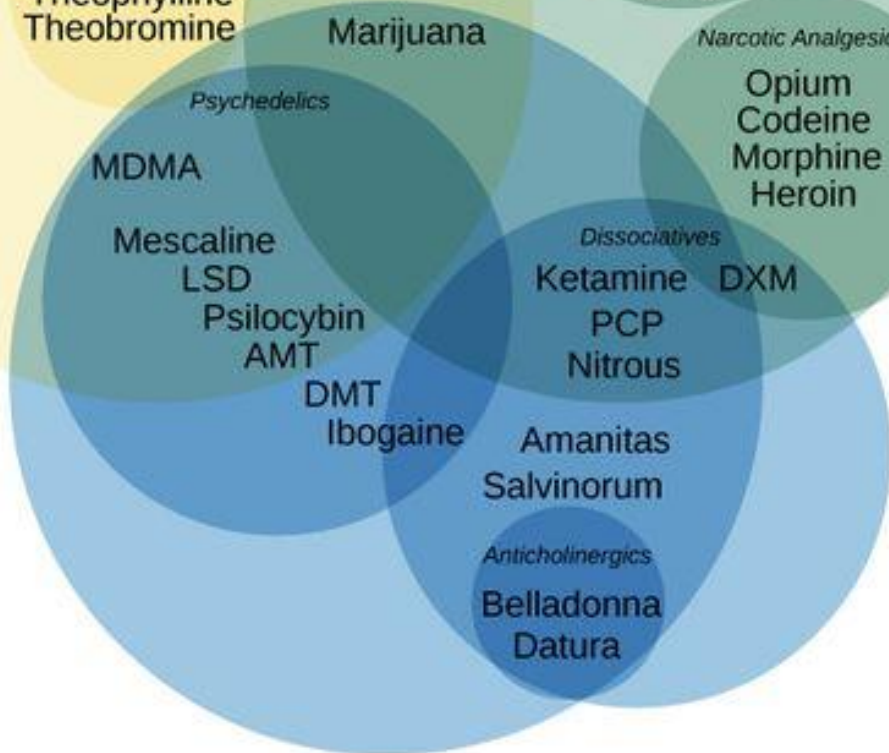 Theophylline
Theobromine
Marijuana
Narcotic Analgesic
Psychedelics
Opium
Codeine
Morphine
Heroin
MDMA
Mescaline
LSD
Psilocybin
AMT
DMT
Ibogaine
Dissociatives
Ketamine DXM
PCP
Nitrous
Amanitas
Salvinorum
Anticholinergics
Belladonna
Datura